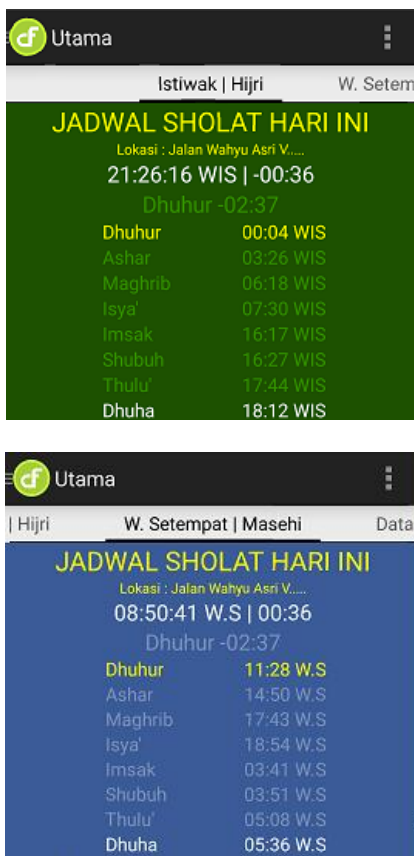 cf Utama
Istiwak | Hijri W. Setem
JADWAL SHOLAT HARI INI
Lokasi : Jalan Wahyu Asri V.....
21:26:16 WIS | -00:36
Dhuhur -02:37
Dhuhur 00:04 WIS
Ashar 03:26 WIS
Maghrib 06:18 WIS
Isya' 07:30 WIS
Imsak 16:17 WIS
Shubuh 16:27 WIS
Thulu' 17:44 WIS
Dhuha 18:12 WIS
cf Utama
| Hijri W. Setempat | Masehi Data
JADWAL SHOLAT HARI INI
Lokasi : Jalan Wahyu Asri V.....
08:50:41 W.S | 00:36
Dhuhur -02:37
Dhuhur 11:28 W.S
Ashar 14:50 W.S
Maghrib 17:43 W.S
Isya' 18:54 W.S
Imsak 03:41 W.S
Shubuh 03:51 W.S
Thulu' 05:08 W.S
Dhuha 05:36 W.S